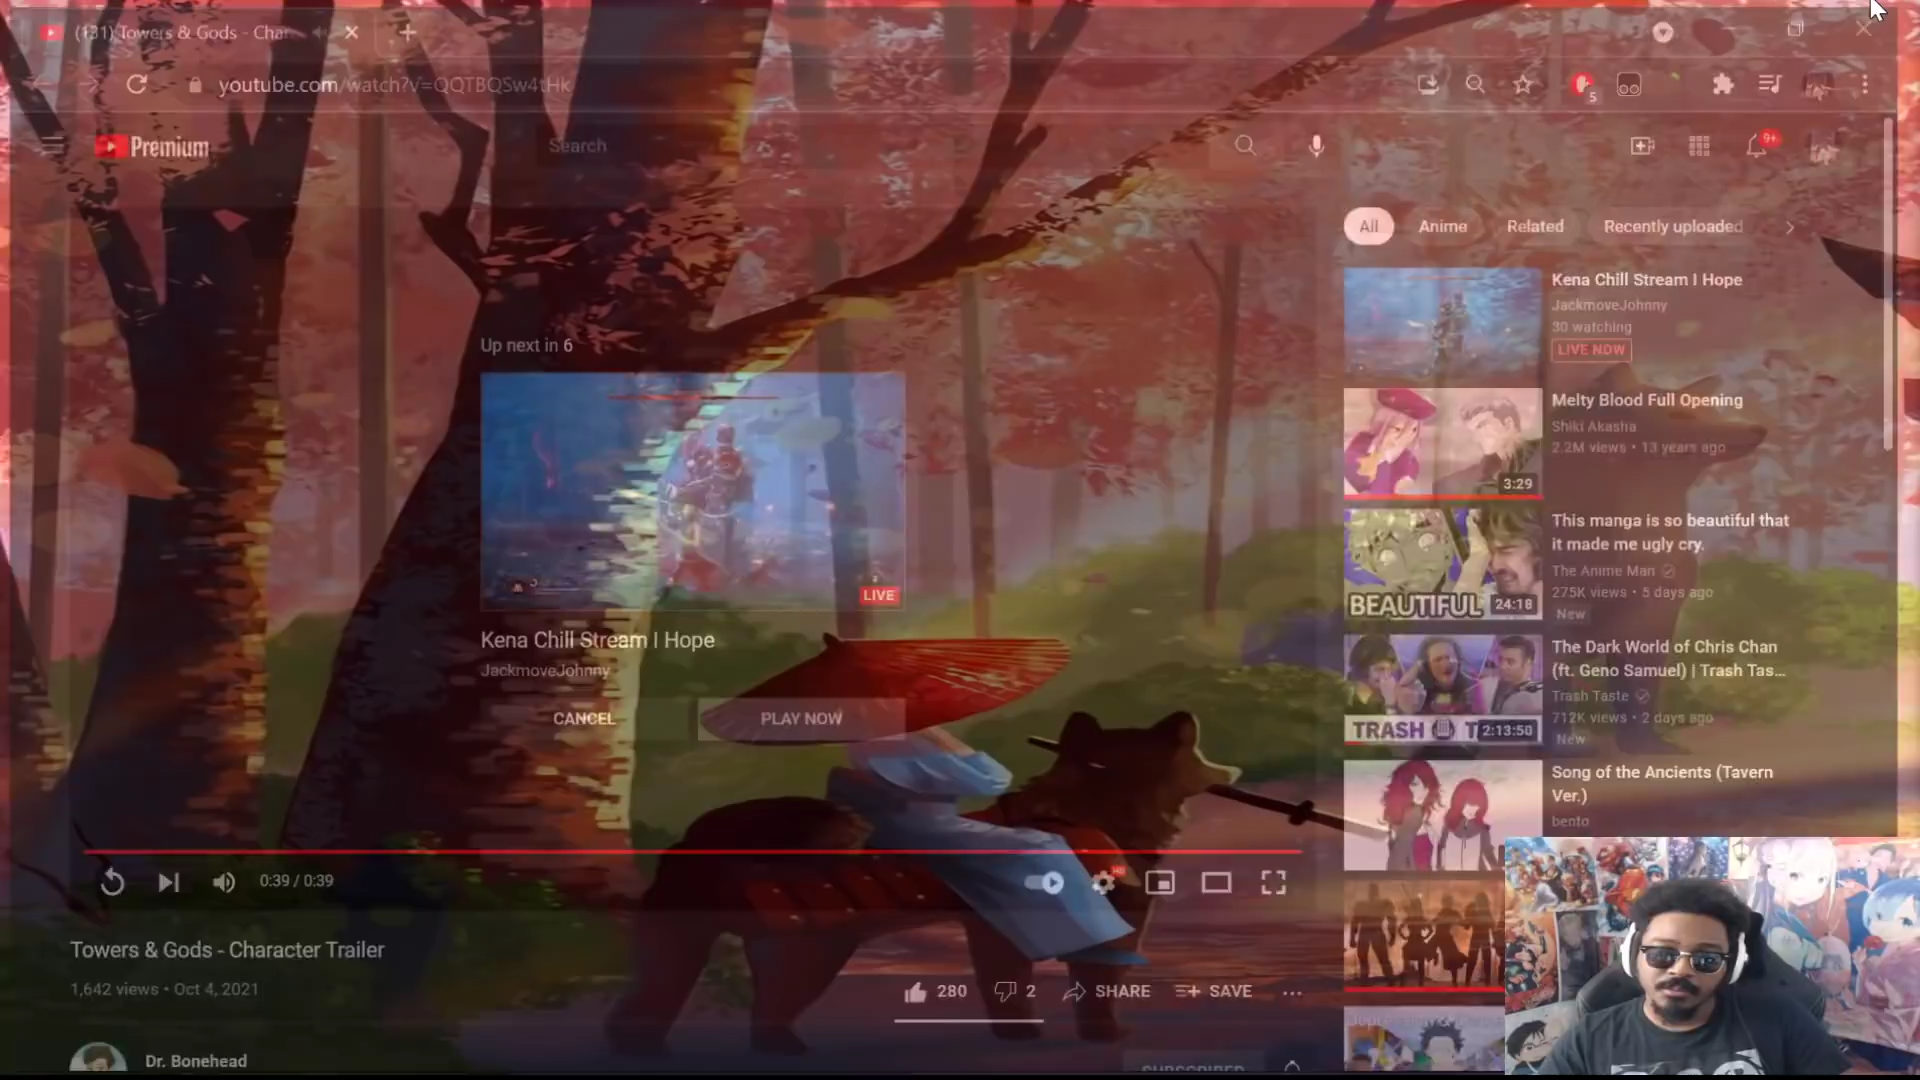 (131) Towers & Gods - Char
youtube.com/watch?v=QQTBQSw4tHk
5
Premium
Search
9+
All
Anime
Related
Recently uploaded
Up next in 6
LIVE
Kena Chill Stream I Hope
JackmoveJohnny
CANCEL
PLAY NOW
0:39 / 0:39
HD
Towers & Gods - Character Trailer
1,642 views • Oct 4, 2021
280
2
SHARE
SAVE
Dr. Bonehead
SUBSCRIBED
Kena Chill Stream I Hope
JackmoveJohnny
30 watching
LIVE NOW
3:29
Melty Blood Full Opening
Shiki Akasha
2.2M views • 13 years ago
BEAUTIFUL
24:18
This manga is so beautiful that
it made me ugly cry.
The Anime Man
275K views • 5 days ago
New
TRASH T
2:13:50
The Dark World of Chris Chan
(ft. Geno Samuel) | Trash Tas...
Trash Taste
712K views • 2 days ago
New
Song of the Ancients (Tavern
Ver.)
bento